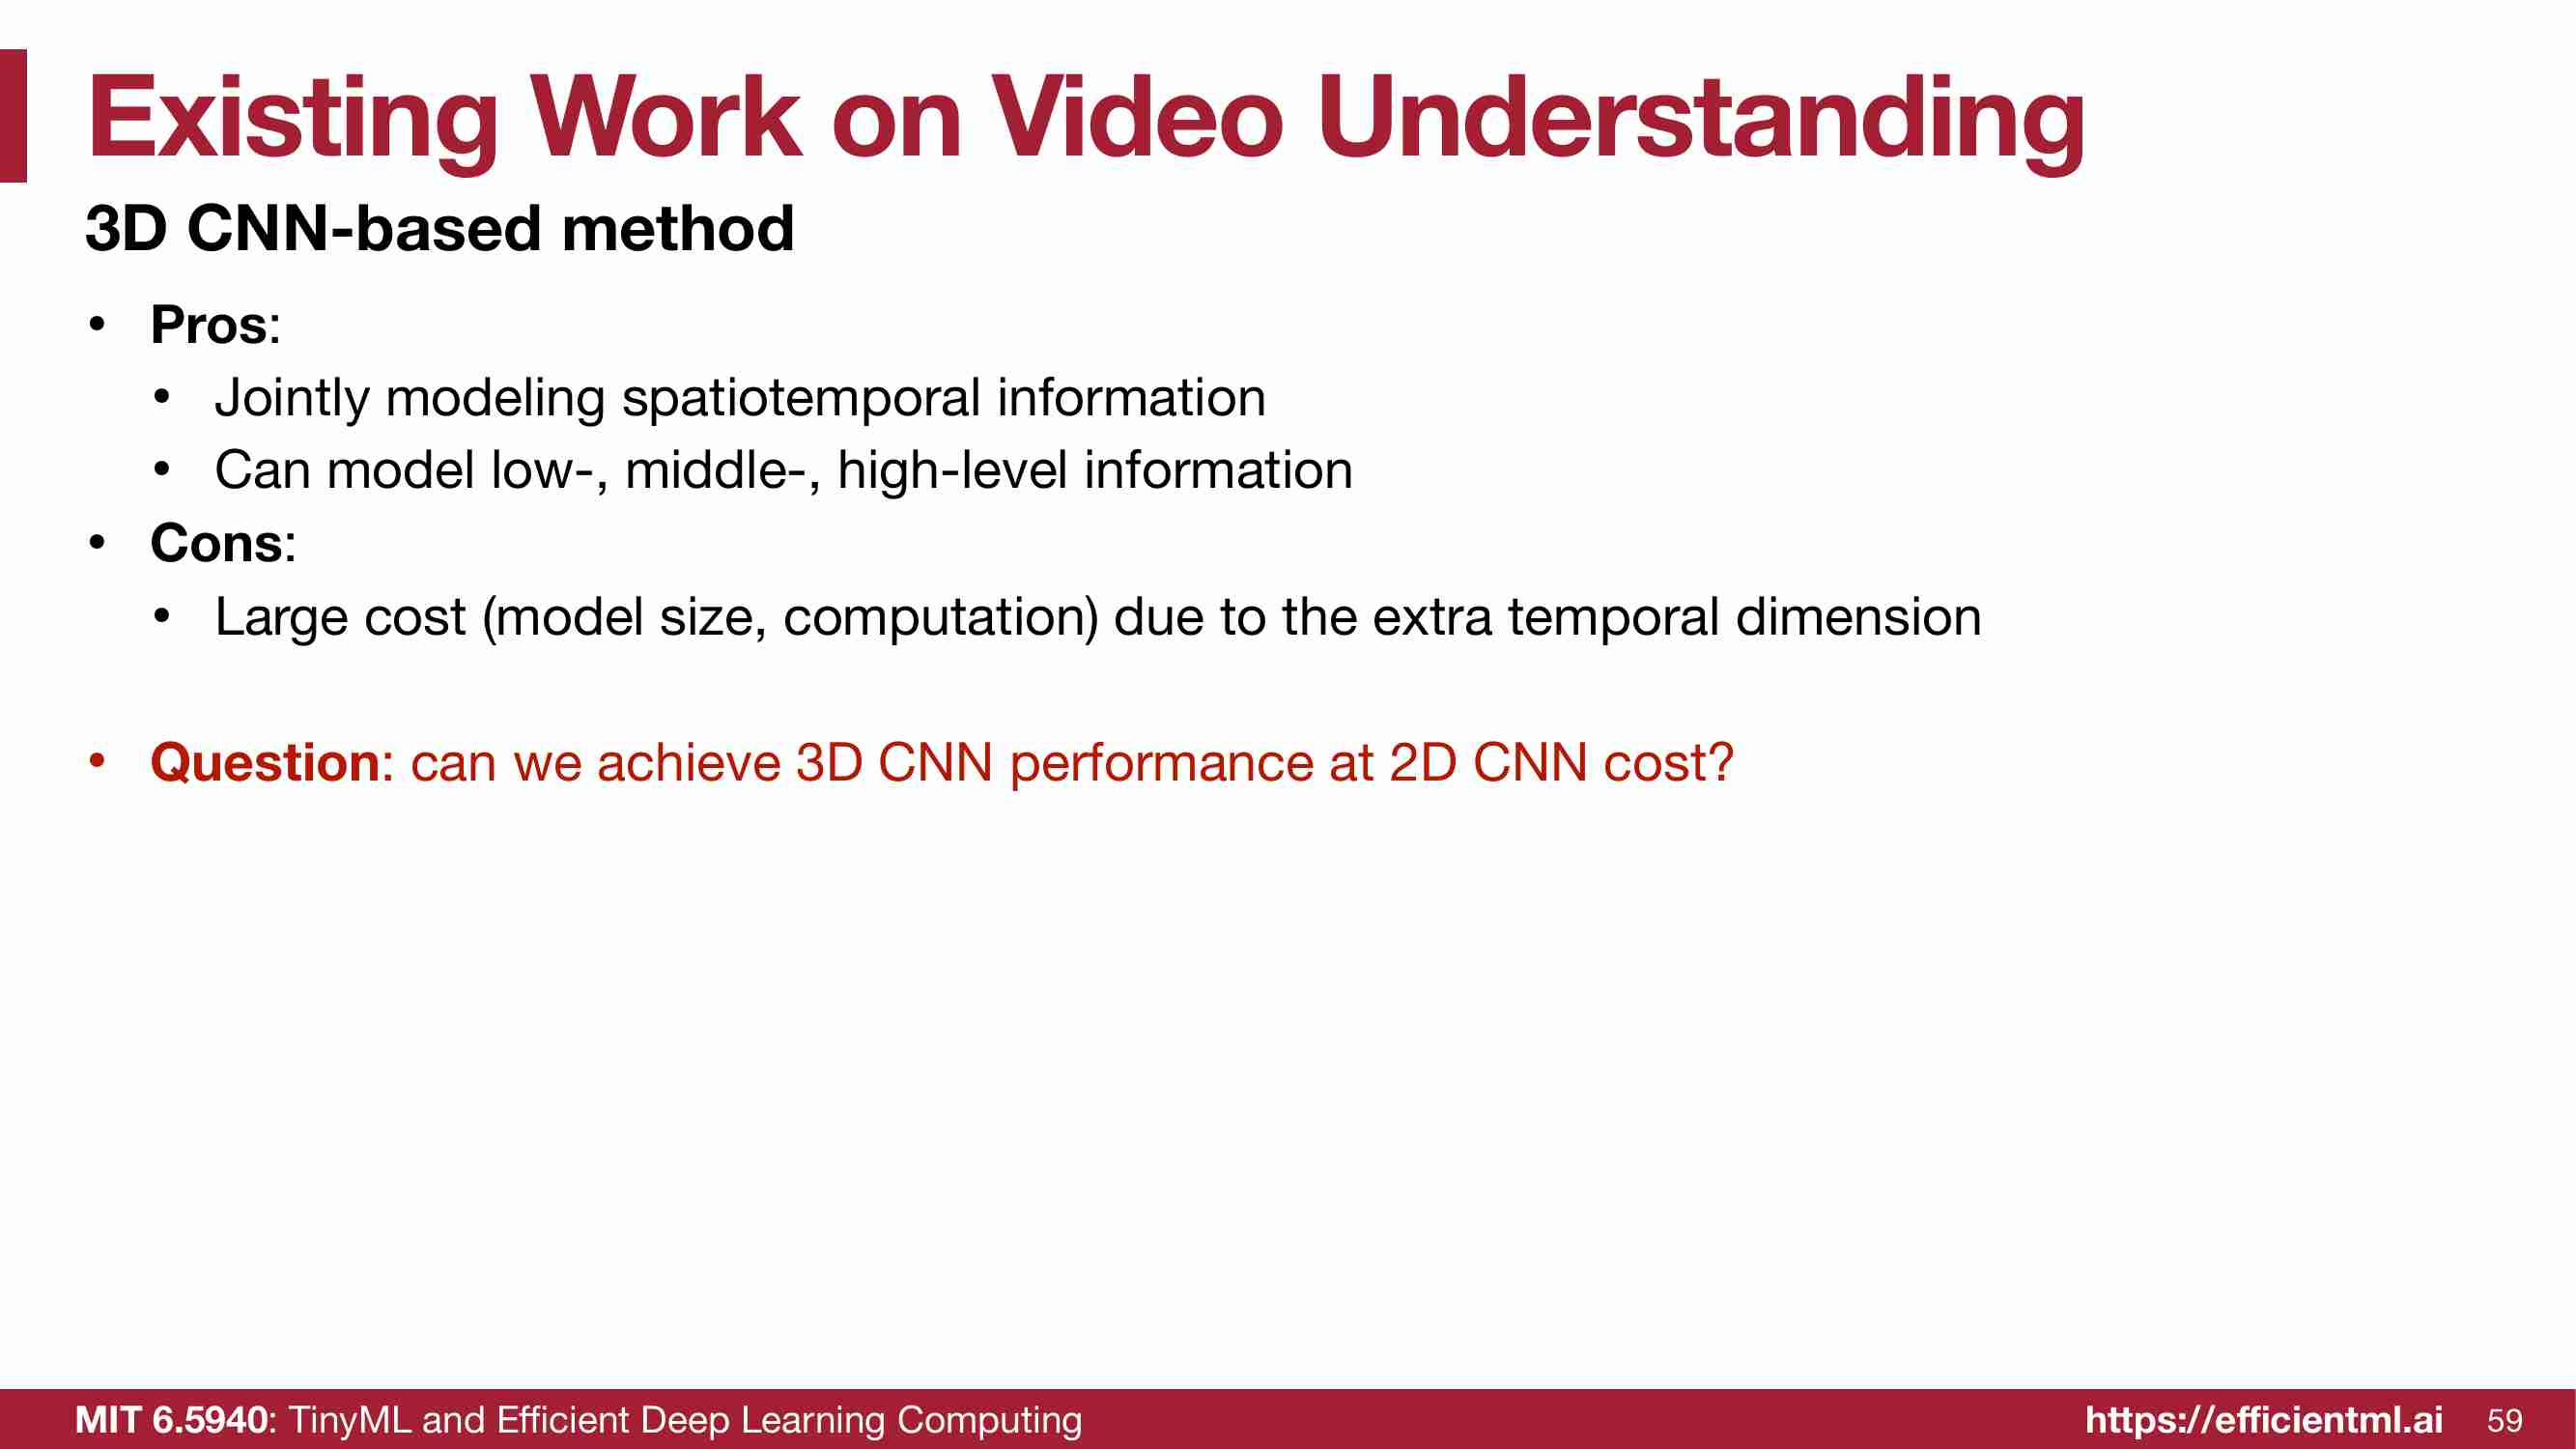 Existing Work on Video Understanding
3D CNN-based method
• Pros:
• Jointly modeling spatiotemporal information
• Can model low-, middle-, high-level information
• Cons:
• Large cost (model size, computation) due to the extra temporal dimension
• Question: can we achieve 3D CNN performance at 2D CNN cost?
MIT 6.5940: TinyML and Efficient Deep Learning Computing
https://efficientml.ai 59